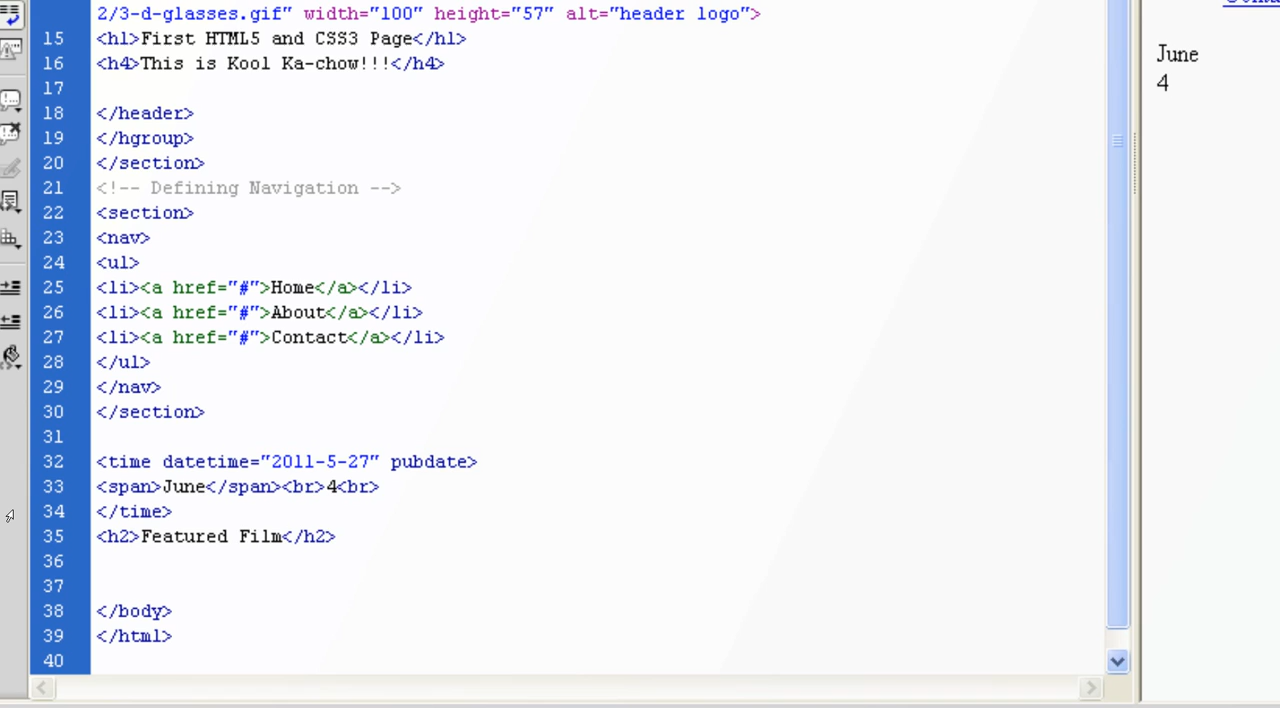 2/3-d-glasses.gif" width="100" height="57" alt="header logo">
15 <h1>First HTML5 and CSS3 Page</h1>
16 <h4>This is Kool Ka-chow!!!</h4>
17
18 </header>
19 </hgroup>
20 </section>
21 <!-- Defining Navigation -->
22 <section>
23 <nav>
24 <ul>
25 <li><a href="#">Home</a></li>
26 <li><a href="#">About</a></li>
27 <li><a href="#">Contact</a></li>
28 </ul>
29 </nav>
30 </section>
31
32 <time datetime="2011-5-27" pubdate>
33 <span>June</span><br>4<br>
34 </time>
35 <h2>Featured Film</h2>
36
37
38 </body>
39 </html>
40
June
4